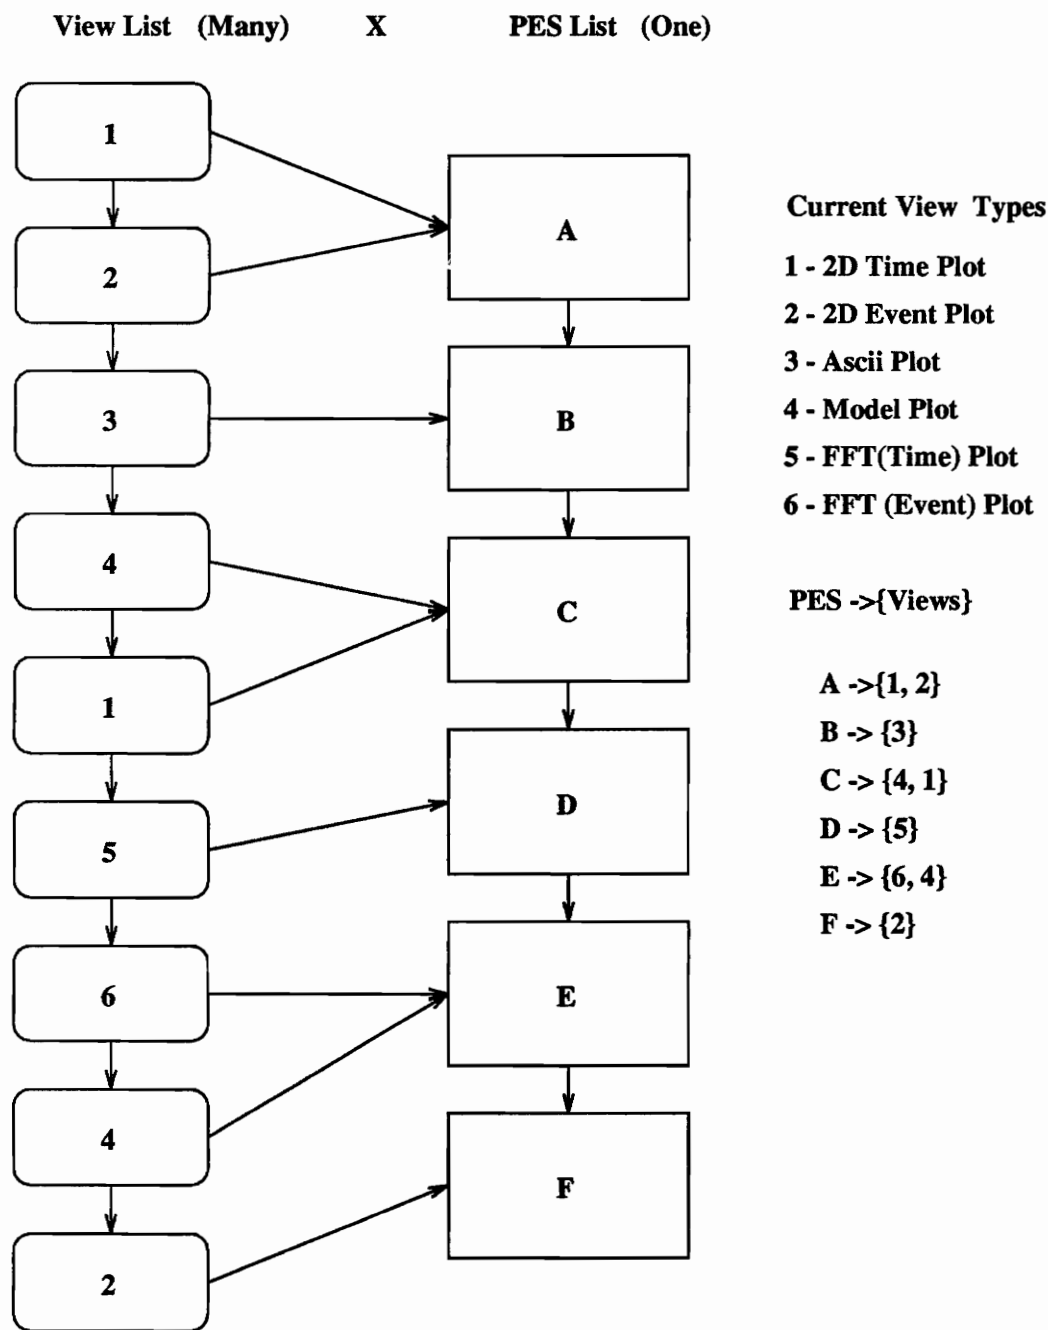 View List (Many) X PES List (One)
1
2
3
4
1
5
6
4
2
A
B
C
D
E
F
Current View Types
1 - 2D Time Plot
2 - 2D Event Plot
3 - Ascii Plot
4 - Model Plot
5 - FFT(Time) Plot
6 - FFT (Event) Plot
PES ->{Views}
A ->{1, 2}
B -> {3}
C -> {4, 1}
D -> {5}
E -> {6, 4}
F -> {2}